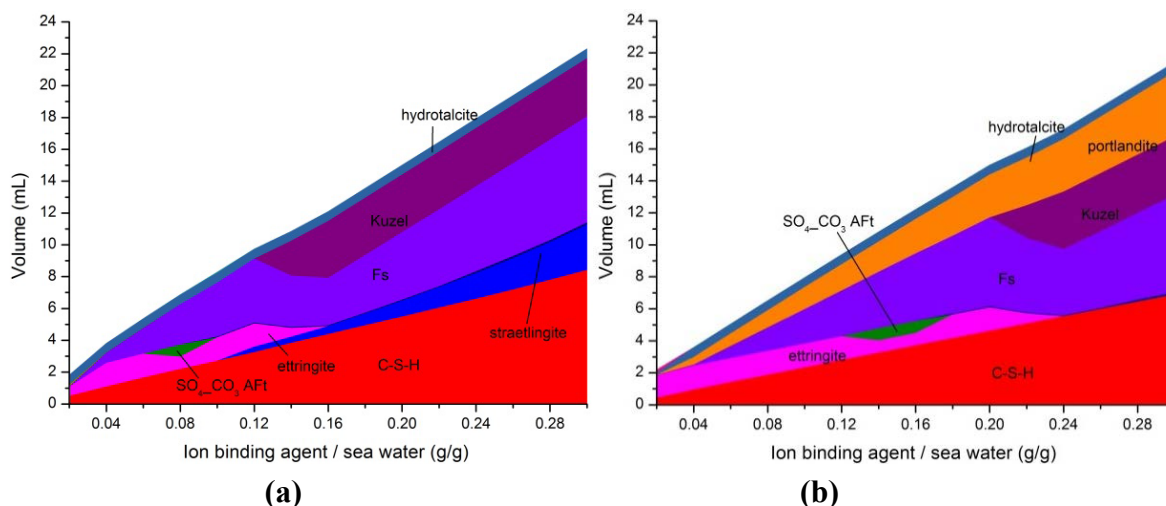 24
22
20
18
16
14
12
10
8
6
4
2
0
Volume (mL)
hydrotalcite
Kuzel
Fs
straetlingite
ettringite
SO₄_CO₃ AFt
C-S-H
0.04 0.08 0.12 0.16 0.20 0.24 0.28
Ion binding agent / sea water (g/g)
(a)
24
22
20
18
16
14
12
10
8
6
4
2
0
Volume (mL)
hydrotalcite
portlandite
Kuzel
SO₄_CO₃ AFt
Fs
ettringite
C-S-H
0.04 0.08 0.12 0.16 0.20 0.24 0.28
Ion binding agent / sea water (g/g)
(b)